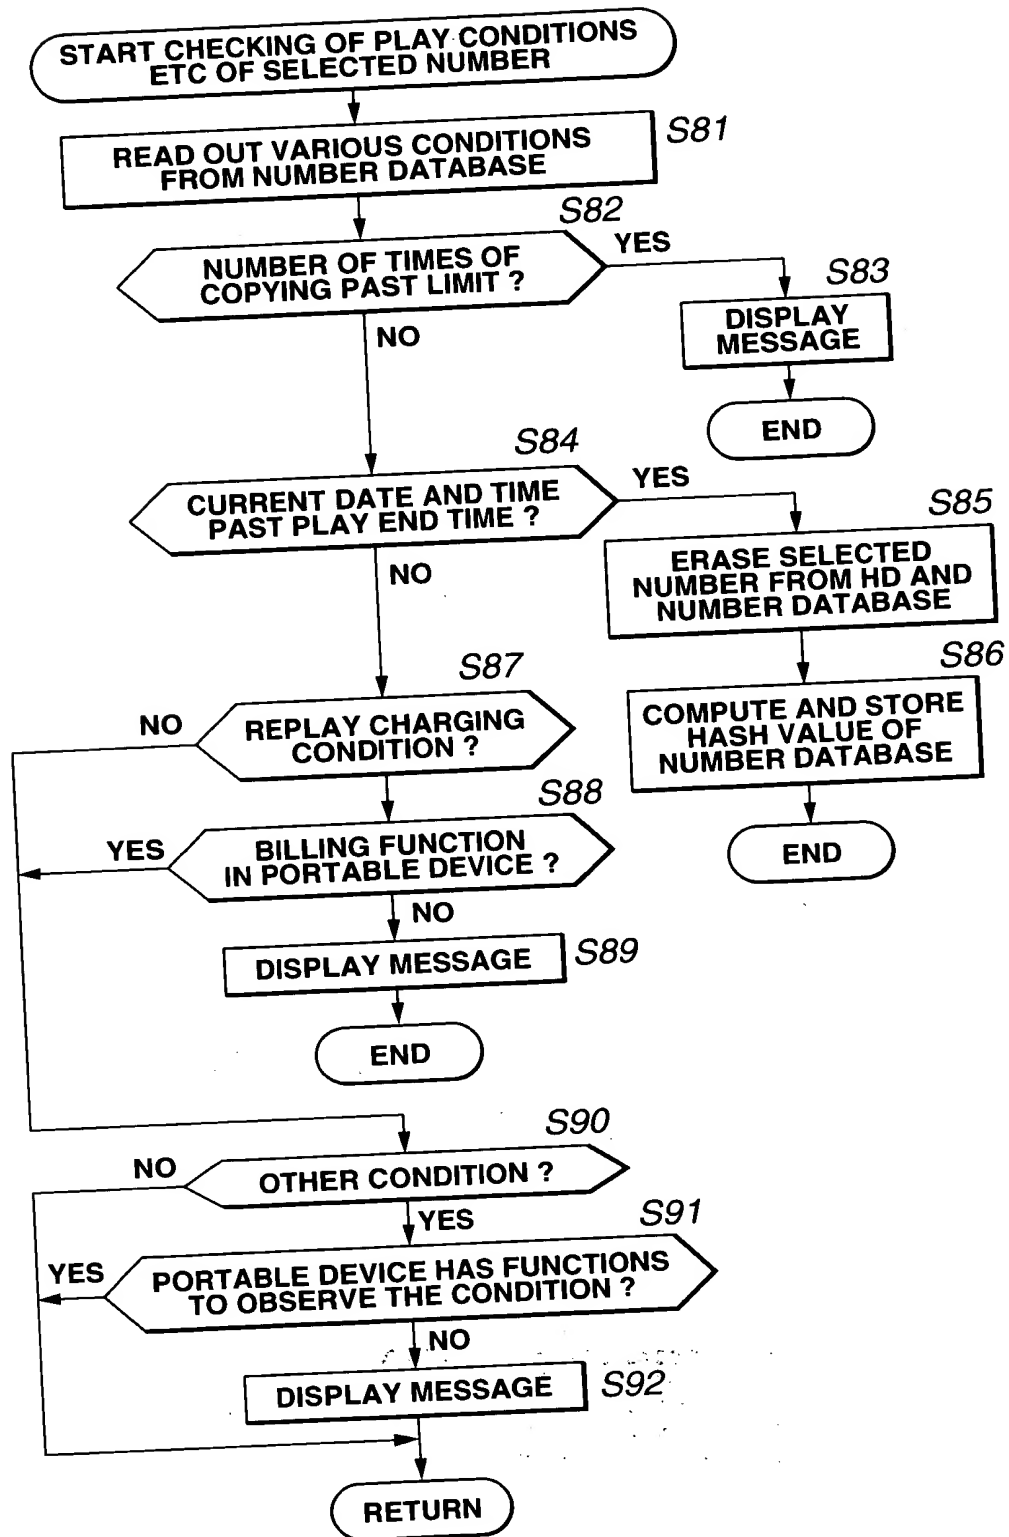 START CHECKING OF PLAY CONDITIONS
ETC OF SELECTED NUMBER
S81
READ OUT VARIOUS CONDITIONS
FROM NUMBER DATABASE
S82
NUMBER OF TIMES OF
COPYING PAST LIMIT ?
YES
NO
S83
DISPLAY
MESSAGE
END
S84
CURRENT DATE AND TIME
PAST PLAY END TIME ?
YES
NO
S85
ERASE SELECTED
NUMBER FROM HD AND
NUMBER DATABASE
S86
COMPUTE AND STORE
HASH VALUE OF
NUMBER DATABASE
END
S87
NO
REPLAY CHARGING
CONDITION ?
S88
YES
BILLING FUNCTION
IN PORTABLE DEVICE ?
NO
DISPLAY MESSAGE
S89
END
S90
NO
OTHER CONDITION ?
YES
S91
YES
PORTABLE DEVICE HAS FUNCTIONS
TO OBSERVE THE CONDITION ?
NO
DISPLAY MESSAGE
S92
RETURN